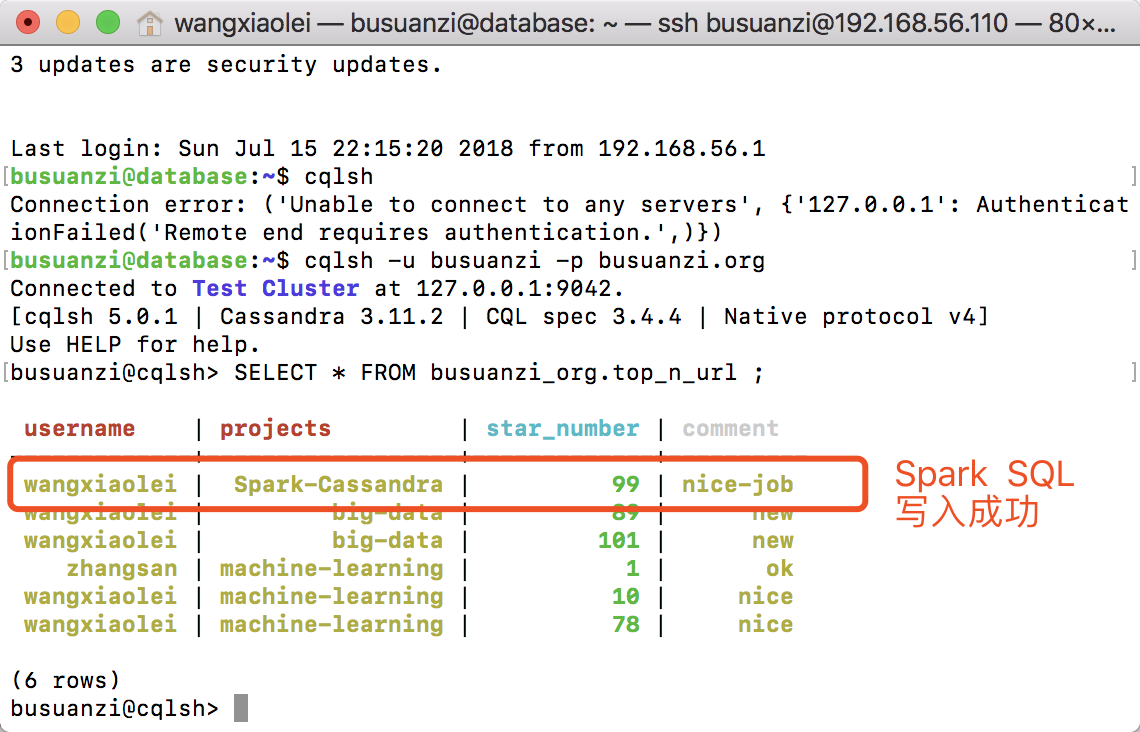 wangxiaolei — busuanzi@database: ~ — ssh busuanzi@192.168.56.110 — 80×...
3 updates are security updates.
Last login: Sun Jul 15 22:15:20 2018 from 192.168.56.1
[busuanzi@database:~$ cqlsh ]
Connection error: ('Unable to connect to any servers', {'127.0.0.1': Authenticat
ionFailed('Remote end requires authentication.',)})
[busuanzi@database:~$ cqlsh -u busuanzi -p busuanzi.org ]
Connected to Test Cluster at 127.0.0.1:9042.
[cqlsh 5.0.1 | Cassandra 3.11.2 | CQL spec 3.4.4 | Native protocol v4]
Use HELP for help.
[busuanzi@cqlsh> SELECT * FROM busuanzi_org.top_n_url ; ]
username | projects | star_number | comment
wangxiaolei | Spark-Cassandra | 99 | nice-job
Spark SQL
写入成功
wangxiaolei | big-data | 89 | new
wangxiaolei | big-data | 101 | new
zhangsan | machine-learning | 1 | ok
wangxiaolei | machine-learning | 10 | nice
wangxiaolei | machine-learning | 78 | nice
(6 rows)
busuanzi@cqlsh>